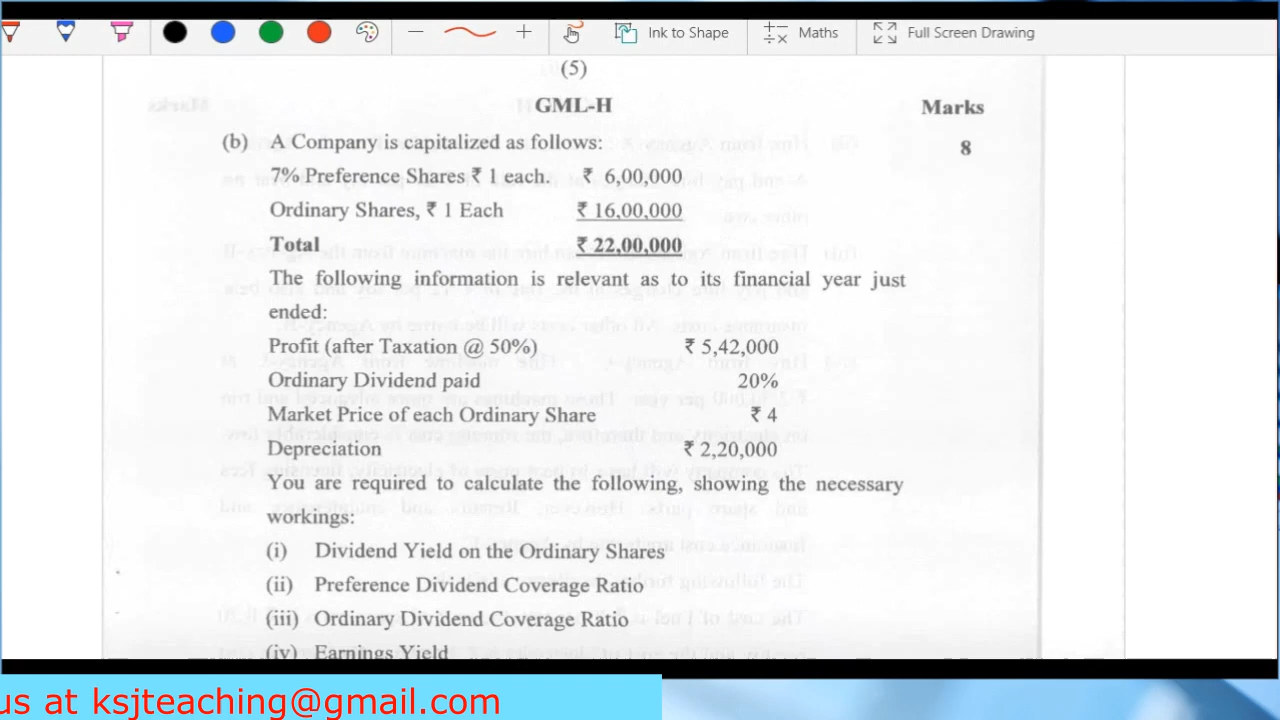 Ink to Shape Maths Full Screen Drawing
(5)
GML-H Marks
(b) A Company is capitalized as follows: 8
7% Preference Shares ₹ 1 each. ₹ 6,00,000
Ordinary Shares, ₹ 1 Each ₹ 16,00,000
Total ₹ 22,00,000
The following information is relevant as to its financial year just
ended:
Profit (after Taxation @ 50%) ₹ 5,42,000
Ordinary Dividend paid 20%
Market Price of each Ordinary Share ₹ 4
Depreciation ₹ 2,20,000
You are required to calculate the following, showing the necessary
workings:
(i) Dividend Yield on the Ordinary Shares
(ii) Preference Dividend Coverage Ratio
(iii) Ordinary Dividend Coverage Ratio
(iv) Earnings Yield
us at ksjteaching@gmail.com